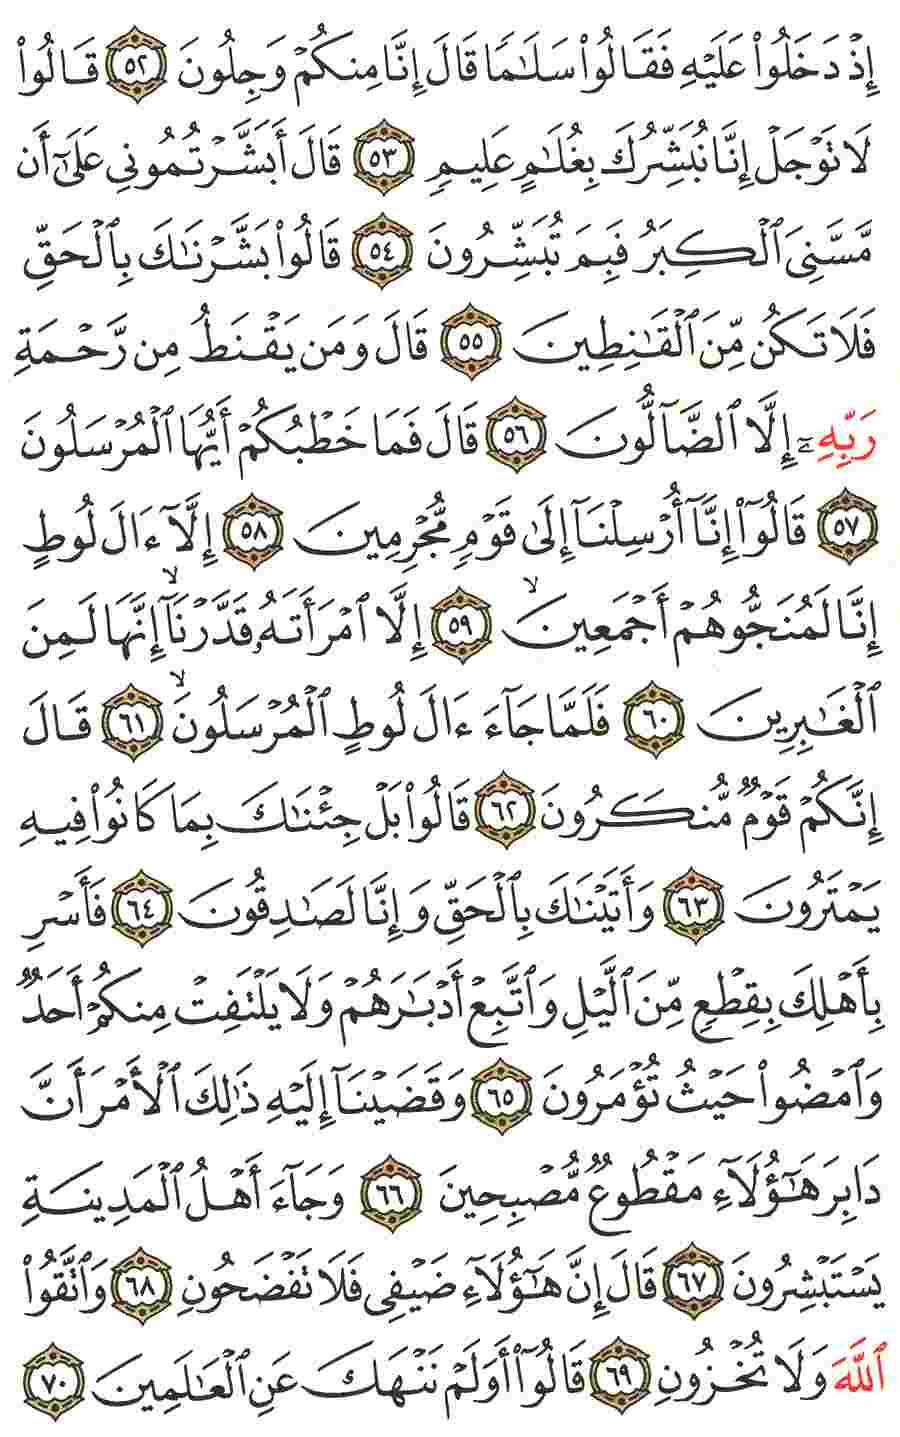 إِذْ دَخَلُوا۟ عَلَيْهِ فَقَالُوا۟ سَلَـٰمًا قَالَ إِنَّا مِنكُمْ وَجِلُونَ ٥٢ قَالُوا۟
لَا تَوْجَلْ إِنَّا نُبَشِّرُكَ بِغُلَـٰمٍ عَلِيمٍ ٥٣ قَالَ أَبَشَّرْتُمُونِى عَلَىٰٓ أَن
مَّسَّنِىَ ٱلْكِبَرُ فَبِمَ تُبَشِّرُونَ ٥٤ قَالُوا۟ بَشَّرْنَـٰكَ بِٱلْحَقِّ
فَلَا تَكُن مِّنَ ٱلْقَـٰنِطِينَ ٥٥ قَالَ وَمَن يَقْنَطُ مِن رَّحْمَةِ
رَبِّهِۦٓ إِلَّا ٱلضَّآلُّونَ ٥٦ قَالَ فَمَا خَطْبُكُمْ أَيُّهَا ٱلْمُرْسَلُونَ
٥٧ قَالُوٓا۟ إِنَّآ أُرْسِلْنَآ إِلَىٰ قَوْمٍ مُّجْرِمِينَ ٥٨ إِلَّآ ءَالَ لُوطٍ
إِنَّا لَمُنَجُّوهُمْ أَجْمَعِينَ ۙ ٥٩ إِلَّا ٱمْرَأَتَهُۥ قَدَّرْنَآ ۙ إِنَّهَا لَمِنَ
ٱلْغَـٰبِرِينَ ٦٠ فَلَمَّا جَآءَ ءَالَ لُوطٍ ٱلْمُرْسَلُونَ ۙ ٦١ قَالَ
إِنَّكُمْ قَوْمٌ مُّنكَرُونَ ٦٢ قَالُوا۟ بَلْ جِئْنَـٰكَ بِمَا كَانُوا۟ فِيهِ
يَمْتَرُونَ ٦٣ وَأَتَيْنَـٰكَ بِٱلْحَقِّ وَإِنَّا لَصَـٰدِقُونَ ٦٤ فَأَسْرِ
بِأَهْلِكَ بِقِطْعٍ مِّنَ ٱلَّيْلِ وَٱتَّبِعْ أَدْبَـٰرَهُمْ وَلَا يَلْتَفِتْ مِنكُمْ أَحَدٌ
وَٱمْضُوا۟ حَيْثُ تُؤْمَرُونَ ٦٥ وَقَضَيْنَآ إِلَيْهِ ذَٰلِكَ ٱلْأَمْرَ أَنَّ
دَابِرَ هَـٰٓؤُلَآءِ مَقْطُوعٌ مُّصْبِحِينَ ٦٦ وَجَآءَ أَهْلُ ٱلْمَدِينَةِ
يَسْتَبْشِرُونَ ٦٧ قَالَ إِنَّ هَـٰٓؤُلَآءِ ضَيْفِى فَلَا تَفْضَحُونِ ٦٨ وَٱتَّقُوا۟
ٱللَّهَ وَلَا تُخْزُونِ ٦٩ قَالُوٓا۟ أَوَلَمْ نَنْهَكَ عَنِ ٱلْعَـٰلَمِينَ ٧٠